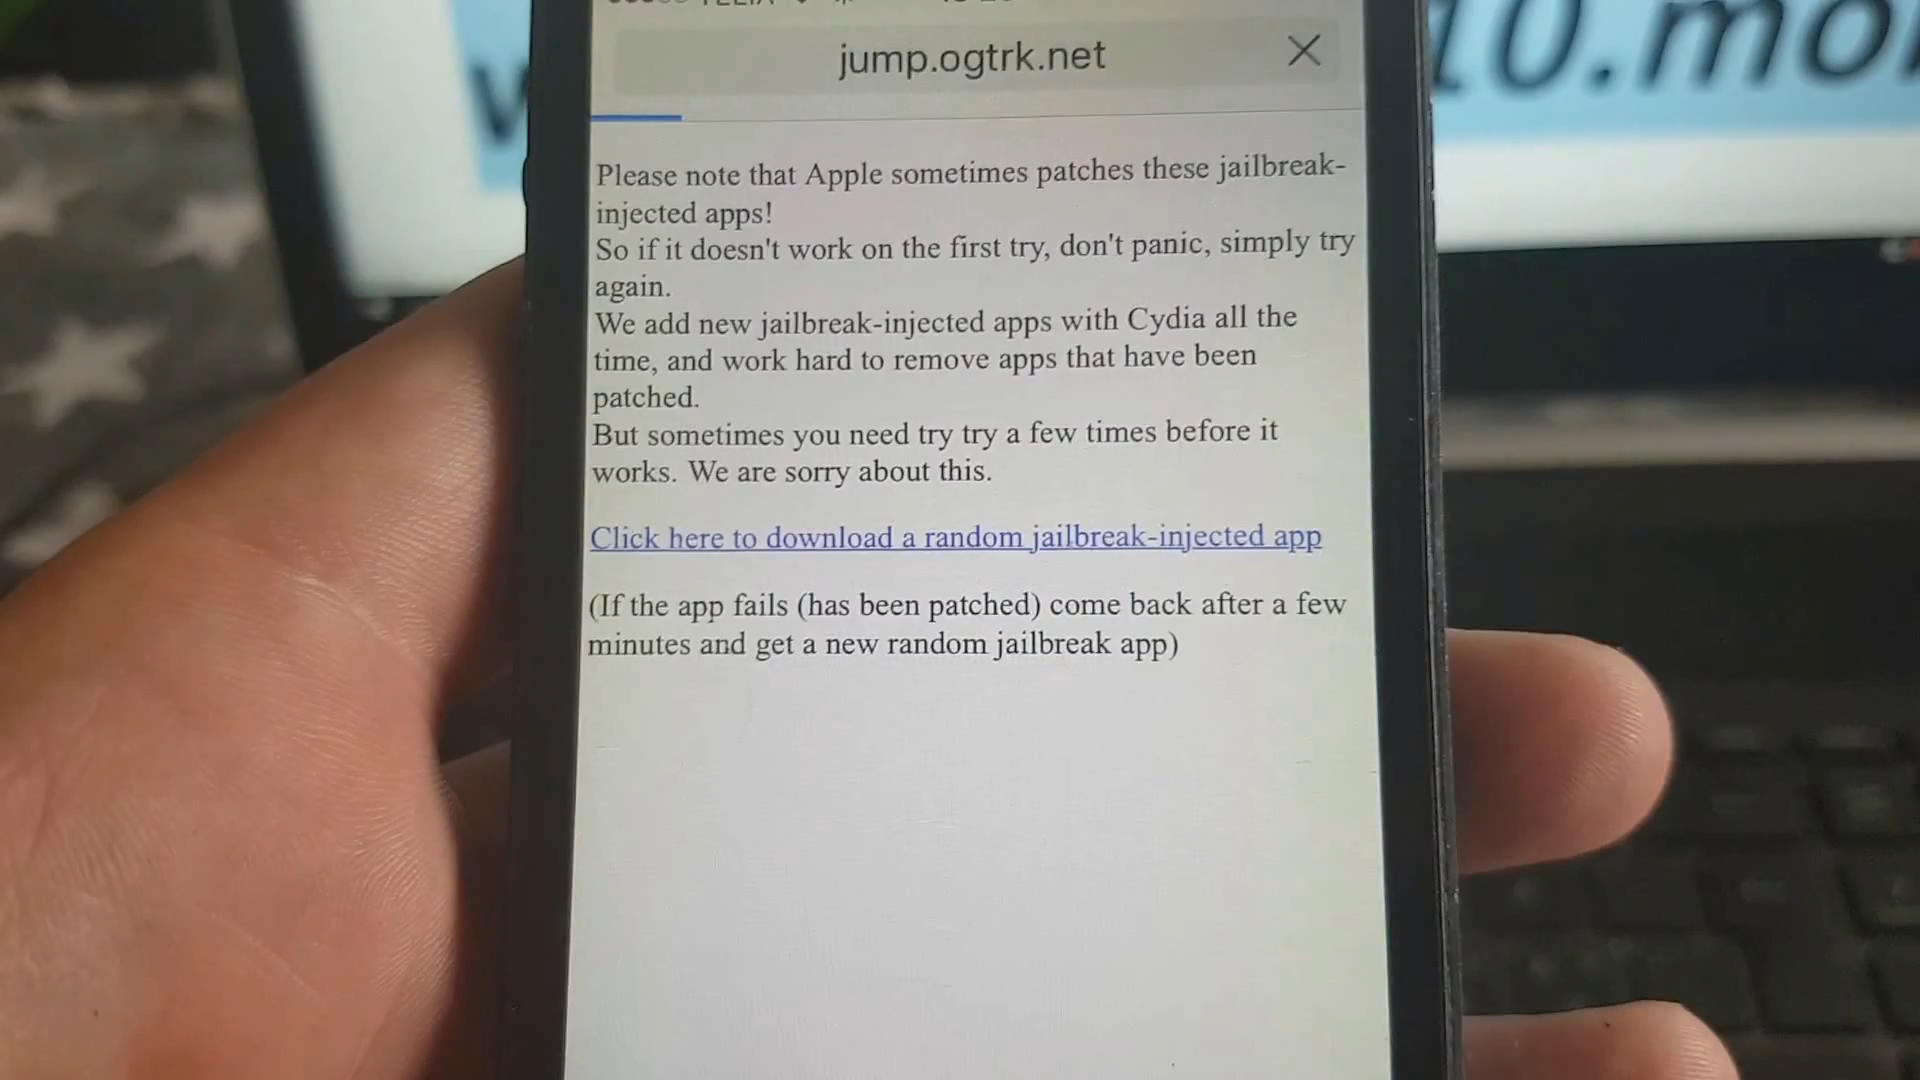 jump.ogtrk.net
10.mo
Please note that Apple sometimes patches these jailbreak-
injected apps!
So if it doesn't work on the first try, don't panic, simply try
again.
We add new jailbreak-injected apps with Cydia all the
time, and work hard to remove apps that have been
patched.
But sometimes you need try try a few times before it
works. We are sorry about this.
Click here to download a random jailbreak-injected app
(If the app fails (has been patched) come back after a few
minutes and get a new random jailbreak app)